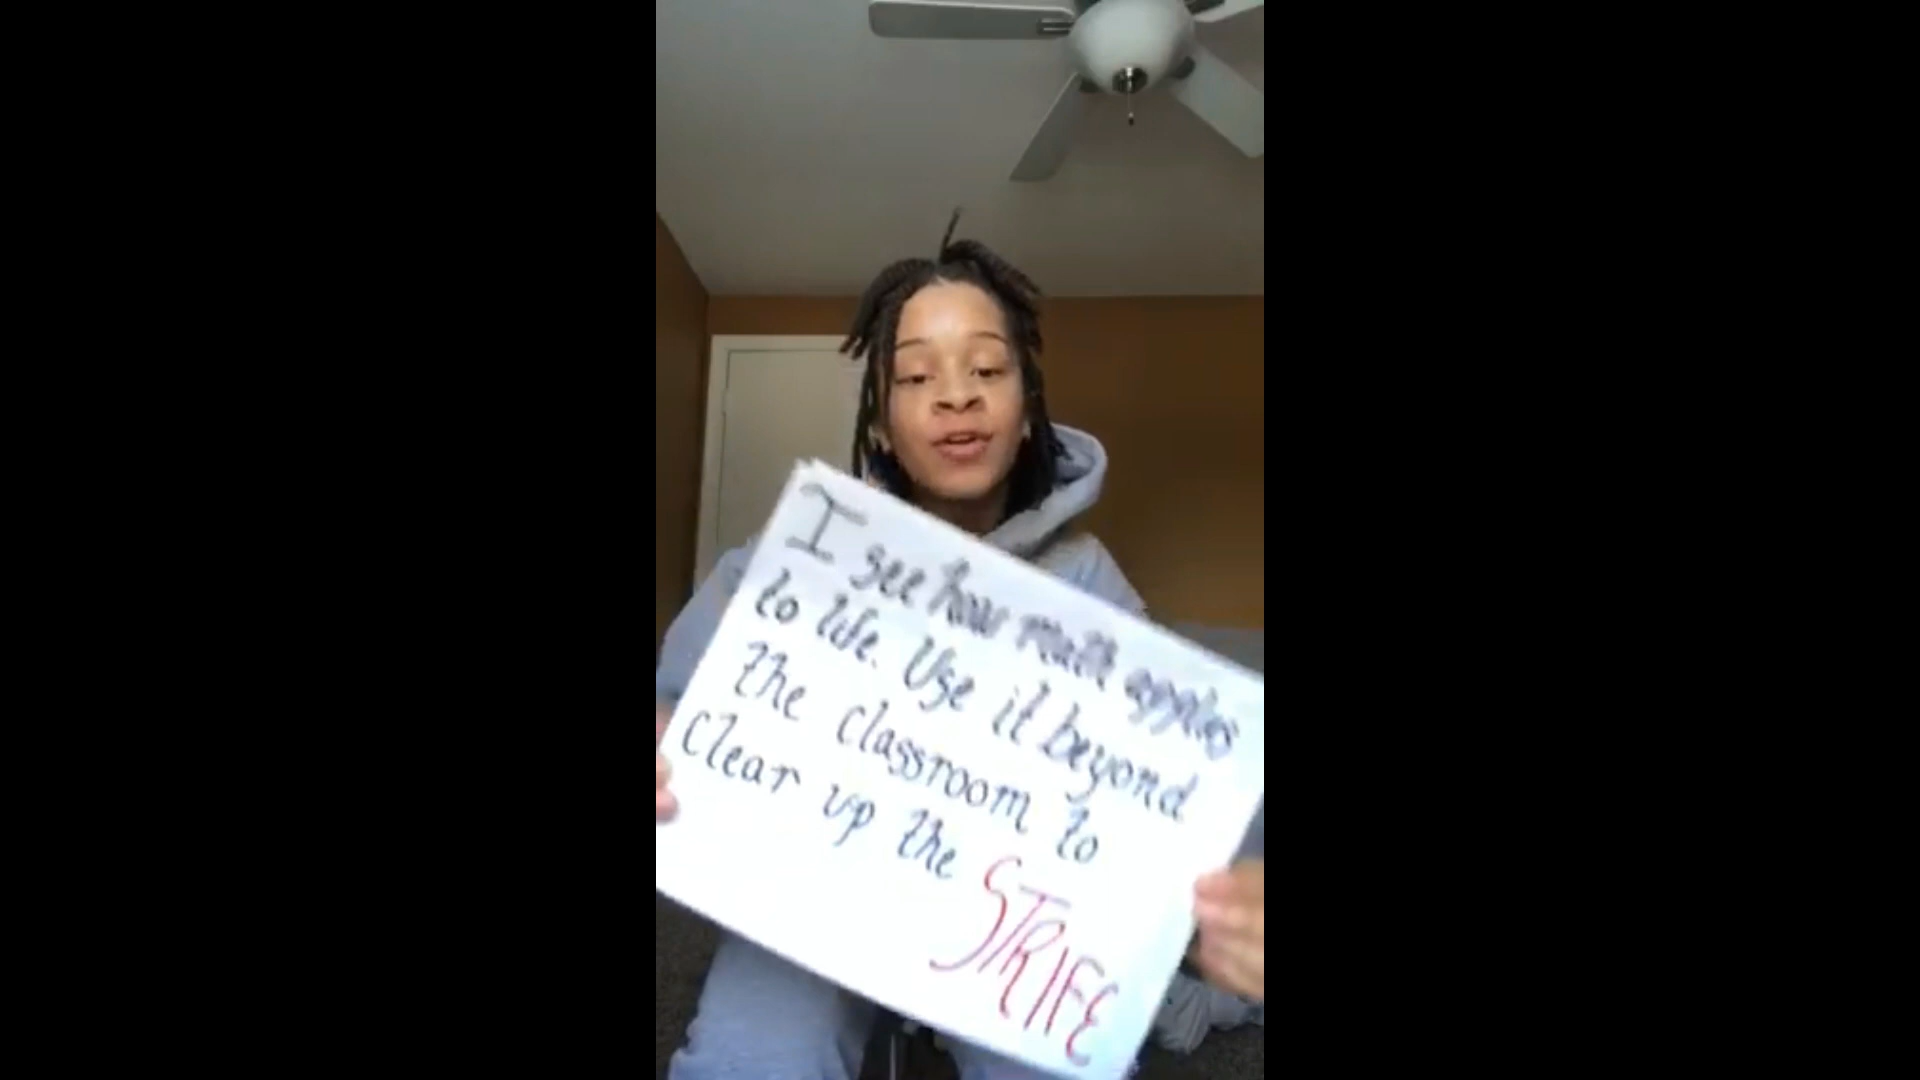 I see how math applies
to life. Use it beyond
the classroom to
Clear up the STRIFE